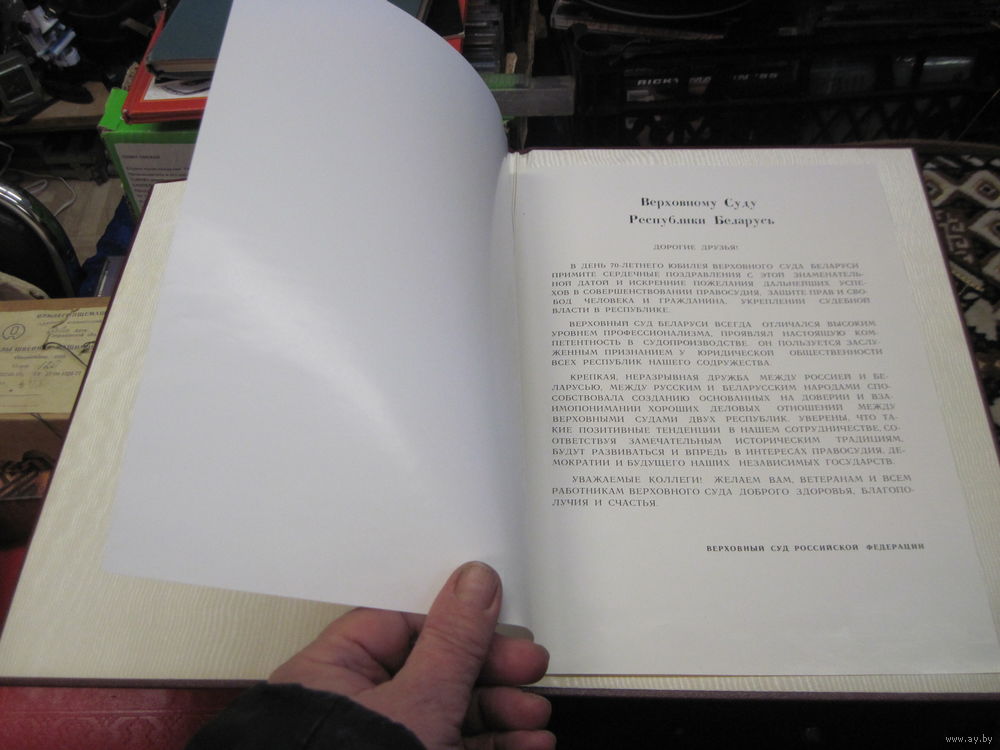 Верховному Суду
Республики Беларусь
ДОРОГИЕ ДРУЗЬЯ!
В ДЕНЬ 70-ЛЕТНЕГО ЮБИЛЕЯ ВЕРХОВНОГО СУДА БЕЛАРУСИ
ПРИМИТЕ СЕРДЕЧНЫЕ ПОЗДРАВЛЕНИЯ С ЭТОЙ ЗНАМЕНАТЕЛЬ-
НОЙ ДАТОЙ И ИСКРЕННИЕ ПОЖЕЛАНИЯ ДАЛЬНЕЙШИХ УСПЕ-
ХОВ В СОВЕРШЕНСТВОВАНИИ ПРАВОСУДИЯ, ЗАЩИТЕ ПРАВ И СВО-
БОД ЧЕЛОВЕКА И ГРАЖДАНИНА, УКРЕПЛЕНИИ СУДЕБНОЙ
ВЛАСТИ В РЕСПУБЛИКЕ.
ВЕРХОВНЫЙ СУД БЕЛАРУСИ ВСЕГДА ОТЛИЧАЛСЯ ВЫСОКИМ
УРОВНЕМ ПРОФЕССИОНАЛИЗМА, ПРОЯВЛЯЛ НАСТОЯЩУЮ КОМ-
ПЕТЕНТНОСТЬ В СУДОПРОИЗВОДСТВЕ. ОН ПОЛЬЗУЕТСЯ ЗАСЛУ-
ЖЕННЫМ ПРИЗНАНИЕМ У ЮРИДИЧЕСКОЙ ОБЩЕСТВЕННОСТИ
ВСЕХ РЕСПУБЛИК НАШЕГО СОДРУЖЕСТВА.
КРЕПКАЯ, НЕРАЗРЫВНАЯ ДРУЖБА МЕЖДУ РОССИЕЙ И БЕ-
ЛАРУСЬЮ, МЕЖДУ РУССКИМ И БЕЛАРУССКИМ НАРОДАМИ СПО-
СОБСТВОВАЛА СОЗДАНИЮ ОСНОВАННЫХ НА ДОВЕРИИ И ВЗА-
ИМОПОНИМАНИИ ХОРОШИХ ДЕЛОВЫХ ОТНОШЕНИЙ МЕЖДУ
ВЕРХОВНЫМИ СУДАМИ ДВУХ РЕСПУБЛИК. УВЕРЕНЫ, ЧТО ТА-
КИЕ ПОЗИТИВНЫЕ ТЕНДЕНЦИИ В НАШЕМ СОТРУДНИЧЕСТВЕ, СО-
ОТВЕТСТВУЯ ЗАМЕЧАТЕЛЬНЫМ ИСТОРИЧЕСКИМ ТРАДИЦИЯМ,
БУДУТ РАЗВИВАТЬСЯ И ВПРЕДЬ В ИНТЕРЕСАХ ПРАВОСУДИЯ, ДЕ-
МОКРАТИИ И БУДУЩЕГО НАШИХ НЕЗАВИСИМЫХ ГОСУДАРСТВ.
УВАЖАЕМЫЕ КОЛЛЕГИ! ЖЕЛАЕМ ВАМ, ВЕТЕРАНАМ И ВСЕМ
РАБОТНИКАМ ВЕРХОВНОГО СУДА ДОБРОГО ЗДОРОВЬЯ, БЛАГОПО-
ЛУЧИЯ И СЧАСТЬЯ.
ВЕРХОВНЫЙ СУД РОССИЙСКОЙ ФЕДЕРАЦИИ
www.ay.by